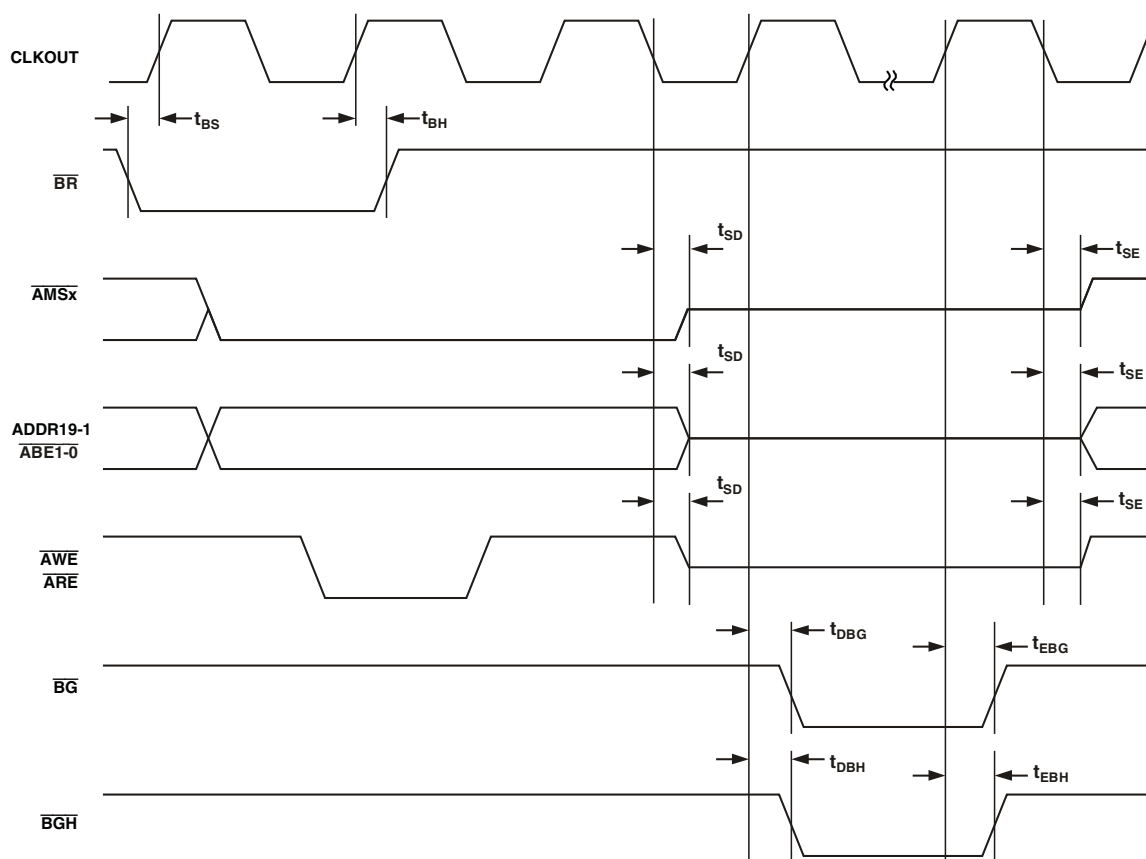 CLKOUT
tBS
tBH
BR
tSD
tSE
AMSx
tSD
tSE
ADDR19-1
ABE1-0
tSD
tSE
AWE
ARE
tDBG
tEBG
BG
tDBH
tEBH
BGH